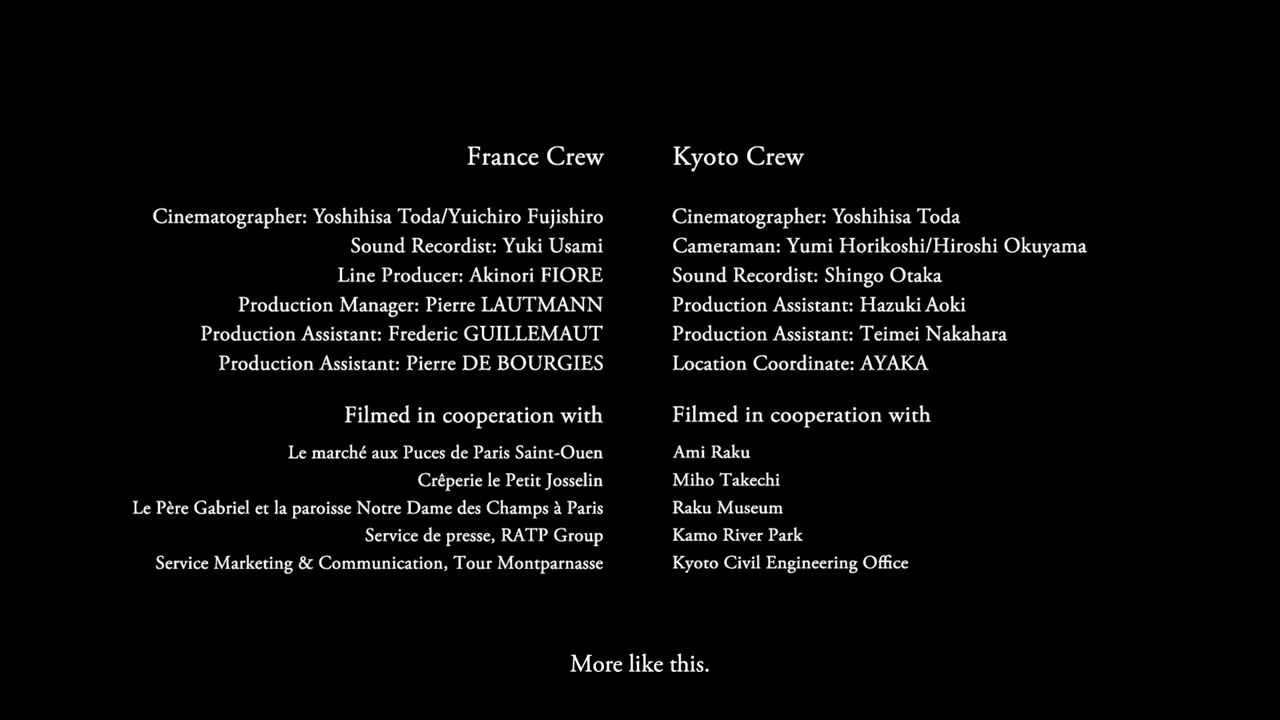 France Crew
Cinematographer: Yoshihisa Toda/Yuichiro Fujishiro
Sound Recordist: Yuki Usami
Line Producer: Akinori FIORE
Production Manager: Pierre LAUTMANN
Production Assistant: Frederic GUILLEMAUT
Production Assistant: Pierre DE BOURGIES
Filmed in cooperation with
Le marché aux Puces de Paris Saint-Ouen
Crêperie le Petit Josselin
Le Père Gabriel et la paroisse Notre Dame des Champs à Paris
Service de presse, RATP Group
Service Marketing & Communication, Tour Montparnasse
Kyoto Crew
Cinematographer: Yoshihisa Toda
Cameraman: Yumi Horikoshi/Hiroshi Okuyama
Sound Recordist: Shingo Otaka
Production Assistant: Hazuki Aoki
Production Assistant: Teimei Nakahara
Location Coordinate: AYAKA
Filmed in cooperation with
Ami Raku
Miho Takechi
Raku Museum
Kamo River Park
Kyoto Civil Engineering Office
More like this.